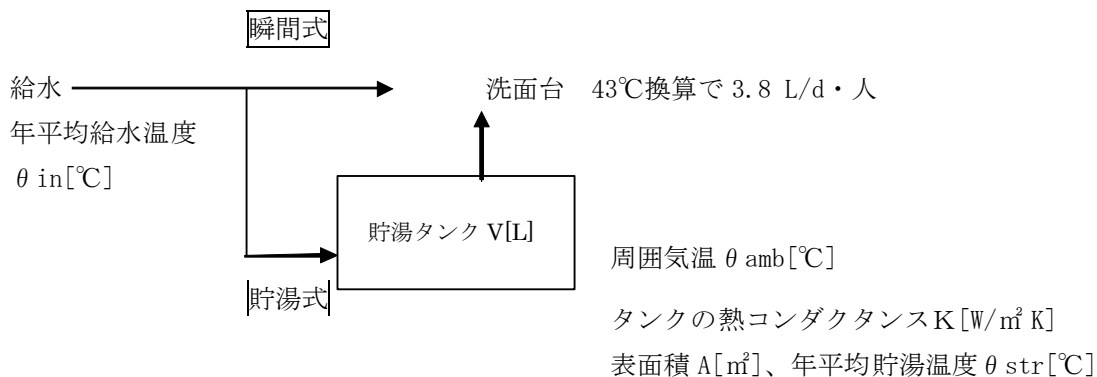 瞬間式
給水
洗面台 43℃換算で 3.8 L/d・人
年平均給水温度
θin[℃]
貯湯タンク V[L]
周囲気温 θamb[℃]
貯湯式
タンクの熱コンダクタンスK[W/㎡K]
表面積 A[㎡]、年平均貯湯温度 θstr[℃]